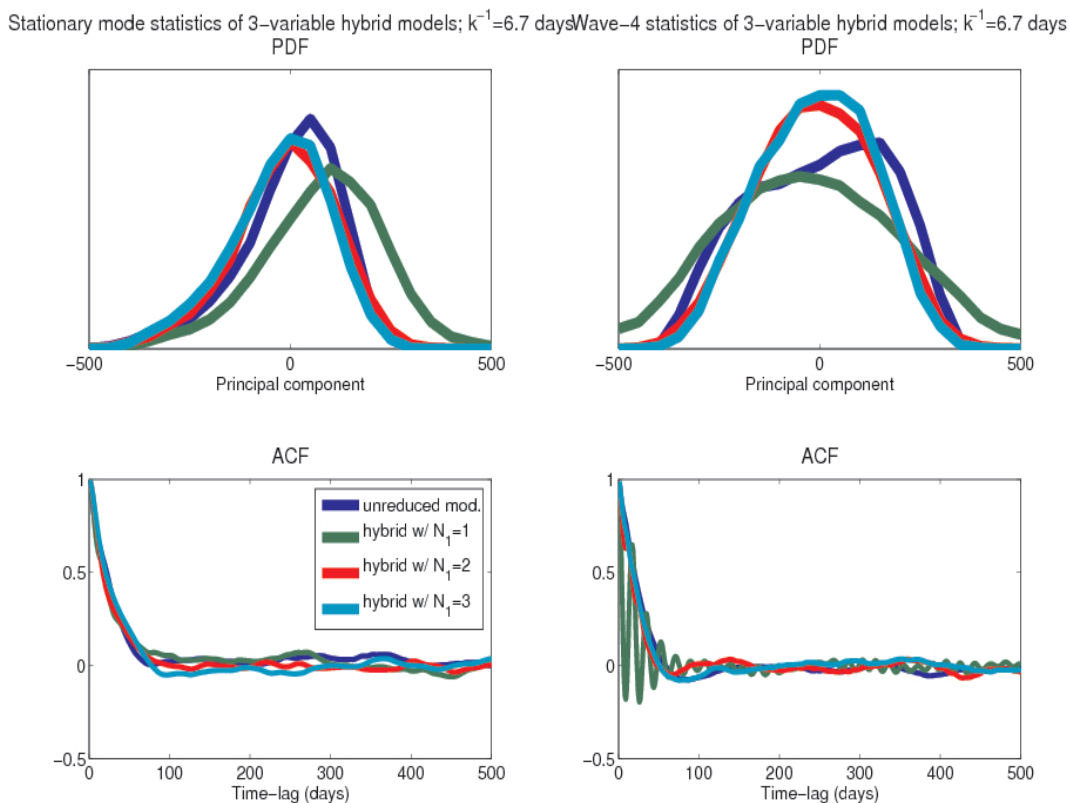 Stationary mode statistics of 3-variable hybrid models; k⁻¹=6.7 days
PDF
−500
0
500
Principal component
Wave−4 statistics of 3-variable hybrid models; k⁻¹=6.7 days
PDF
−500
0
500
Principal component
ACF
1
0.5
0
−0.5
0
100
200
300
400
500
Time−lag (days)
unreduced mod.
hybrid w/ N₁=1
hybrid w/ N₁=2
hybrid w/ N₁=3
ACF
1
0.5
0
−0.5
0
100
200
300
400
500
Time−lag (days)